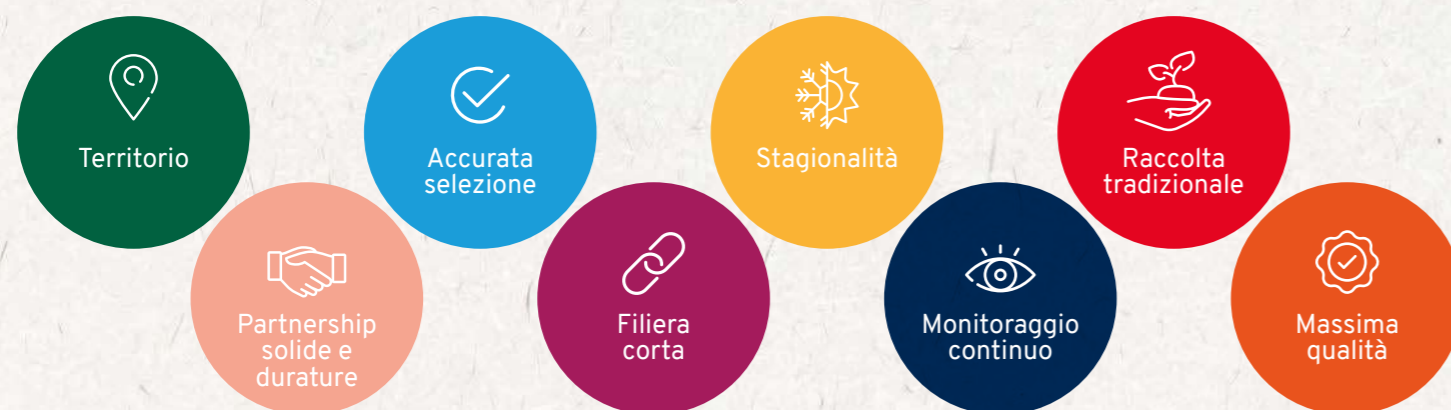 Territorio
Partnership
solide e
durature
Accurata
selezione
Filiera
corta
Stagionalità
Monitoraggio
continuo
Raccolta
tradizionale
Massima
qualità